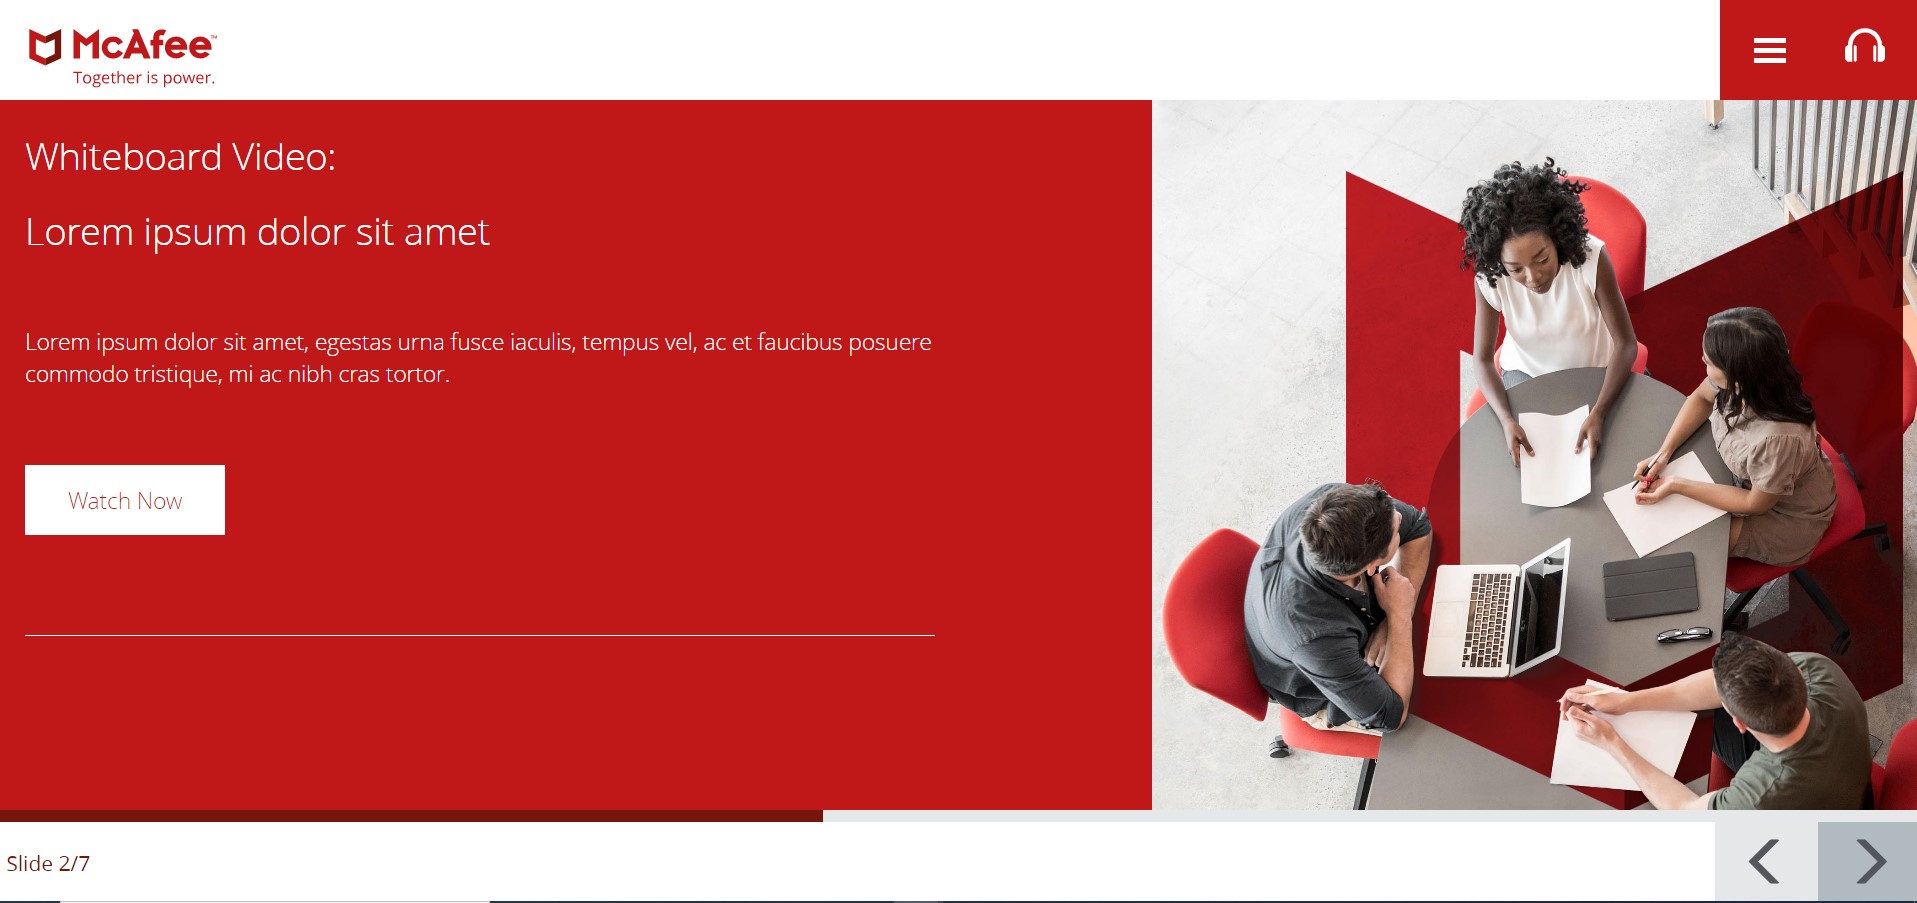 McAfee™
Together is power.
Whiteboard Video:
Lorem ipsum dolor sit amet
Lorem ipsum dolor sit amet, egestas urna fusce iaculis, tempus vel, ac et faucibus posuere
commodo tristique, mi ac nibh cras tortor.
Watch Now
Slide 2/7